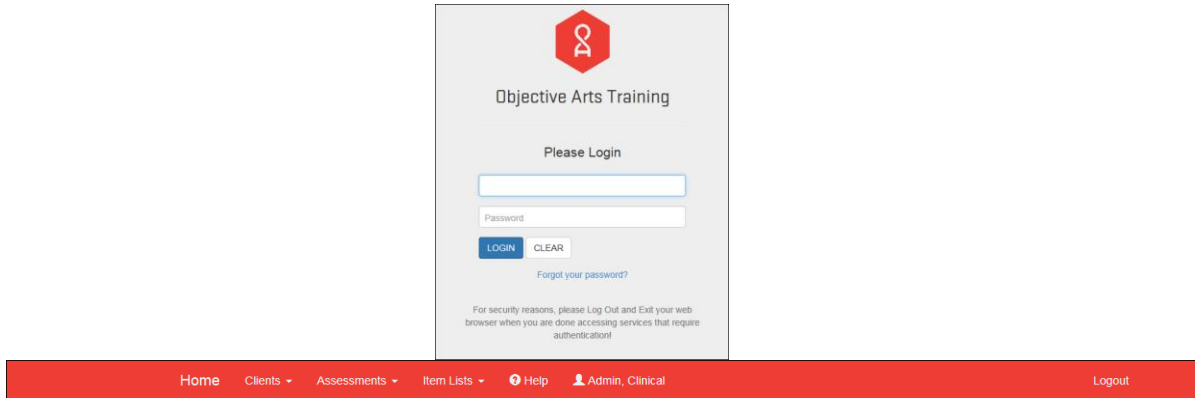 Objective Arts Training
Please Login
Password
LOGIN CLEAR
Forgot your password?
For security reasons, please Log Out and Exit your web
browser when you are done accessing services that require
authentication!
Home Clients Assessments Item Lists Help Admin, Clinical Logout